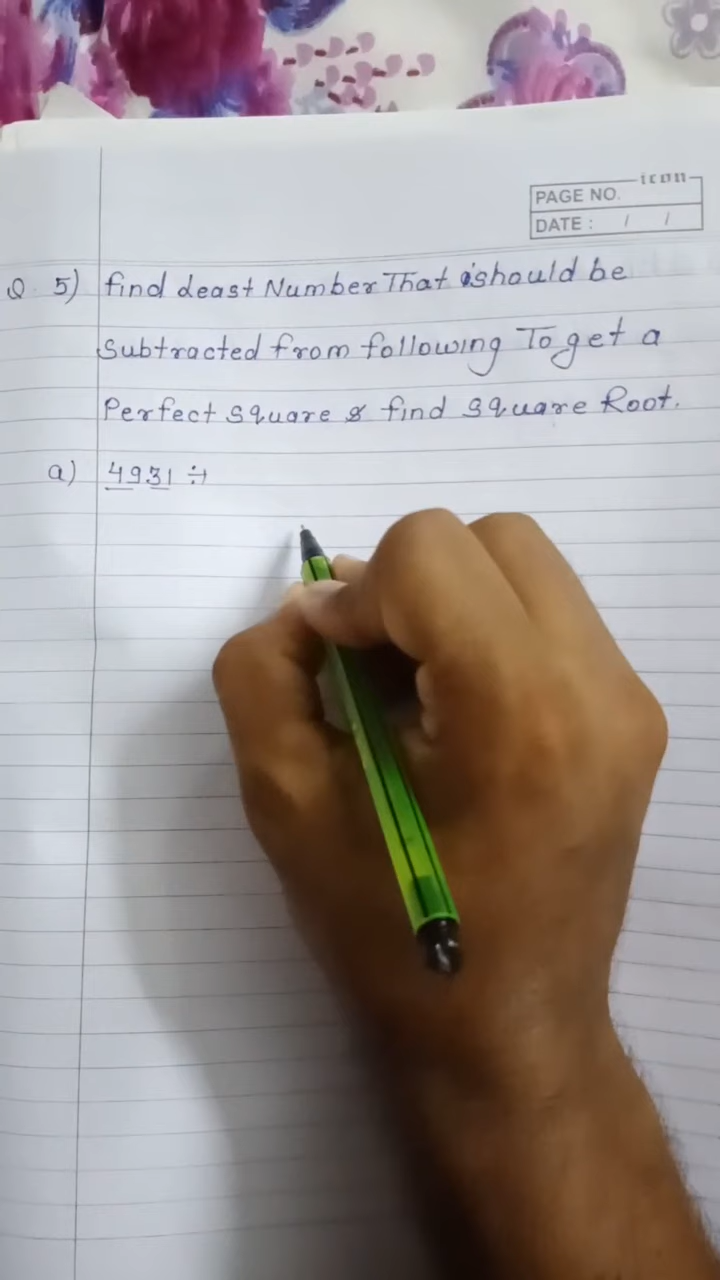 icon
PAGE NO.
DATE : / /
Q. 5) find least Number That should be
Subtracted from following To get a
Perfect square & find square Root.
a) 4931 ÷